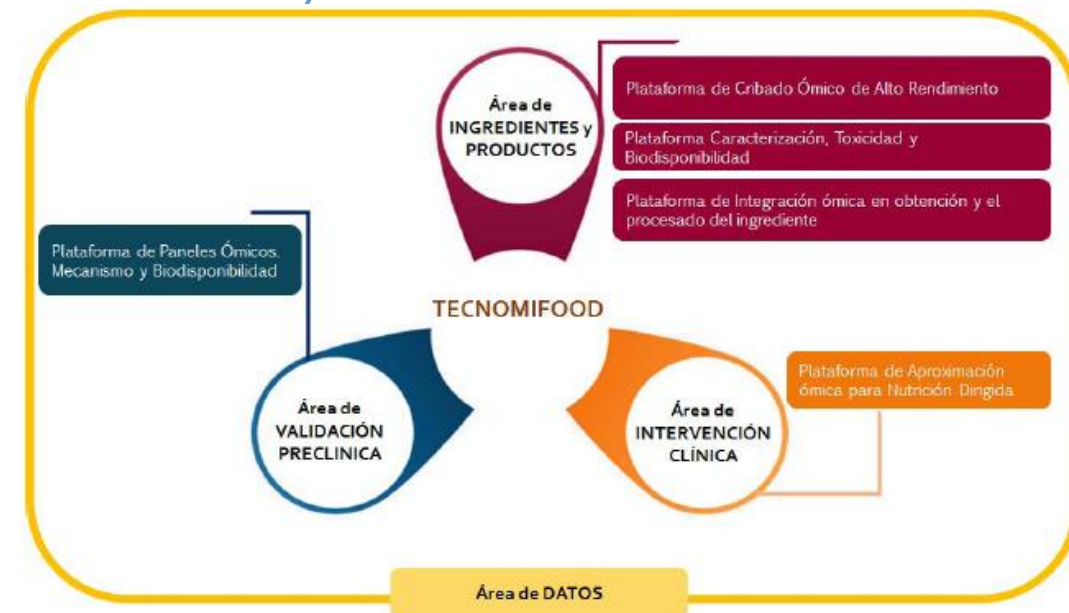 Área de
INGREDIENTES y
PRODUCTOS
Plataforma de Cribado Ómico de Alto Rendimiento
Plataforma Caracterización, Toxicidad y
Biodisponibilidad
Plataforma de Integración ómica en obtención y el
procesado del ingrediente
Plataforma de Paneles Ómicos.
Mecanismo y Biodisponibilidad
TECNOMIFOOD
Área de
VALIDACIÓN
PRECLINICA
Área de
INTERVENCIÓN
CLÍNICA
Plataforma de Aproximación
ómica para Nutrición Dirigida
Área de DATOS